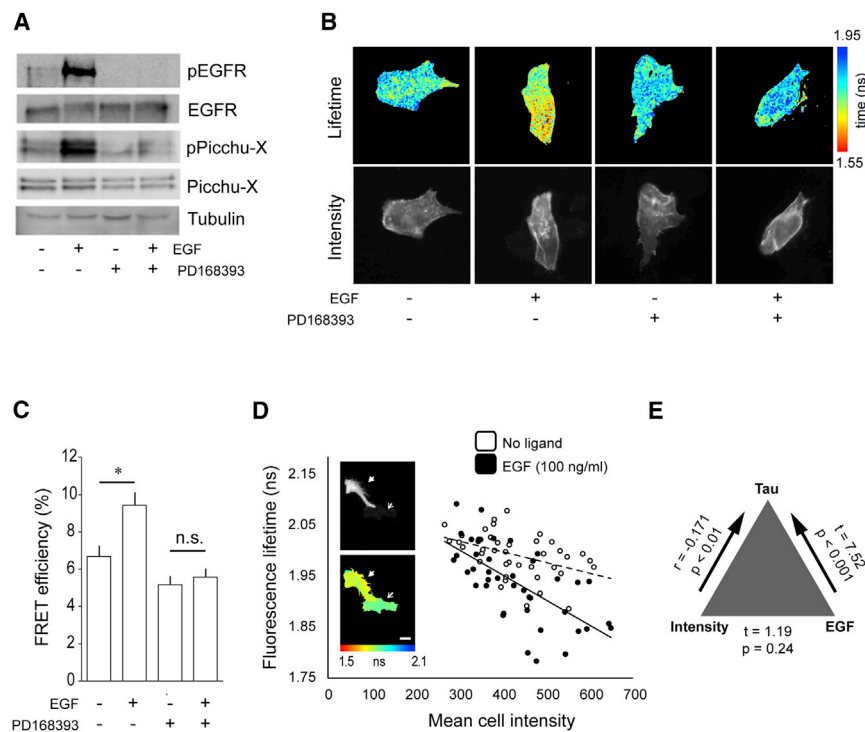 A
pEGFR
EGFR
pPicchu-X
Picchu-X
Tubulin
- + - + EGF
- - + + PD168393
B
Lifetime
Intensity
1.95
time (ns)
1.55
EGF - + - +
PD168393 - - + +
C
FRET efficiency (%)
12
10
8
6
4
2
0
*
n.s.
EGF - + - +
PD168393 - - + +
D
No ligand
EGF (100 ng/ml)
Fluorescence lifetime (ns)
2.15
2.05
1.95
1.85
1.75
1.5 ns 2.1
0 100 200 300 400 500 600 700
Mean cell intensity
E
Tau
r = -0.171
p < 0.01
t = 7.52
p < 0.001
Intensity
EGF
t = 1.19
p = 0.24